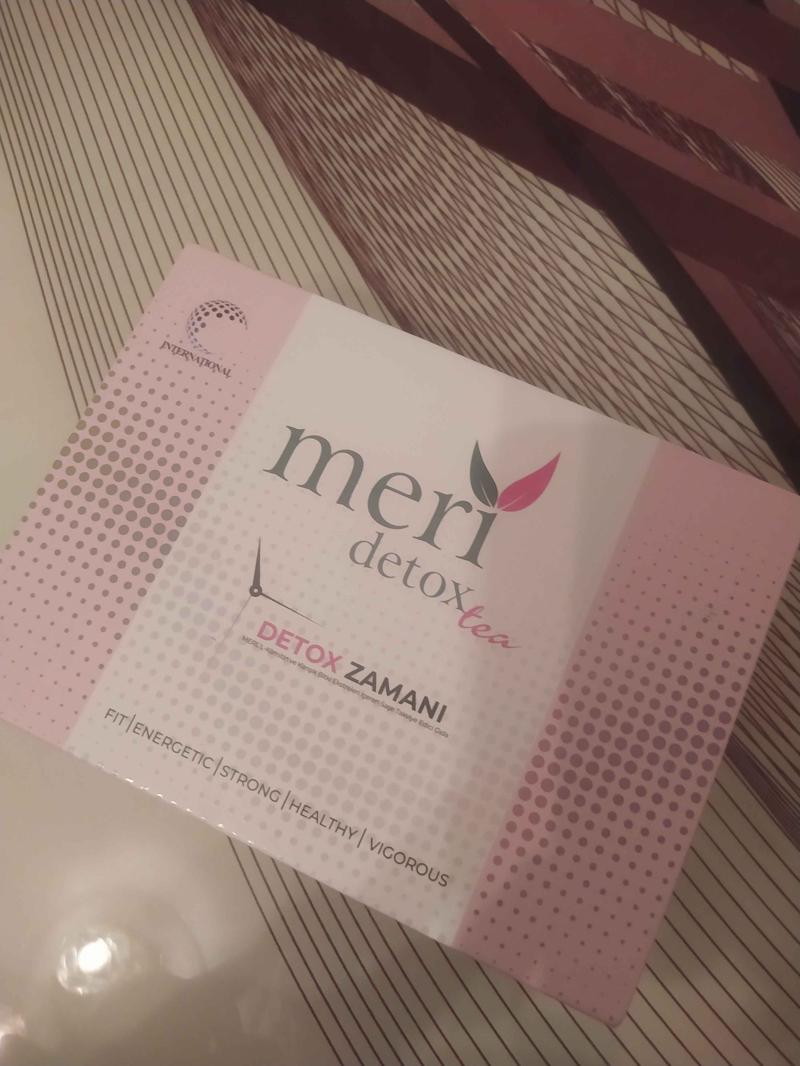 INTERNATIONAL
meri
detox
tea
DETOX ZAMANI
FIT|ENERGETIC|STRONG|HEALTHY|VIGOROUS